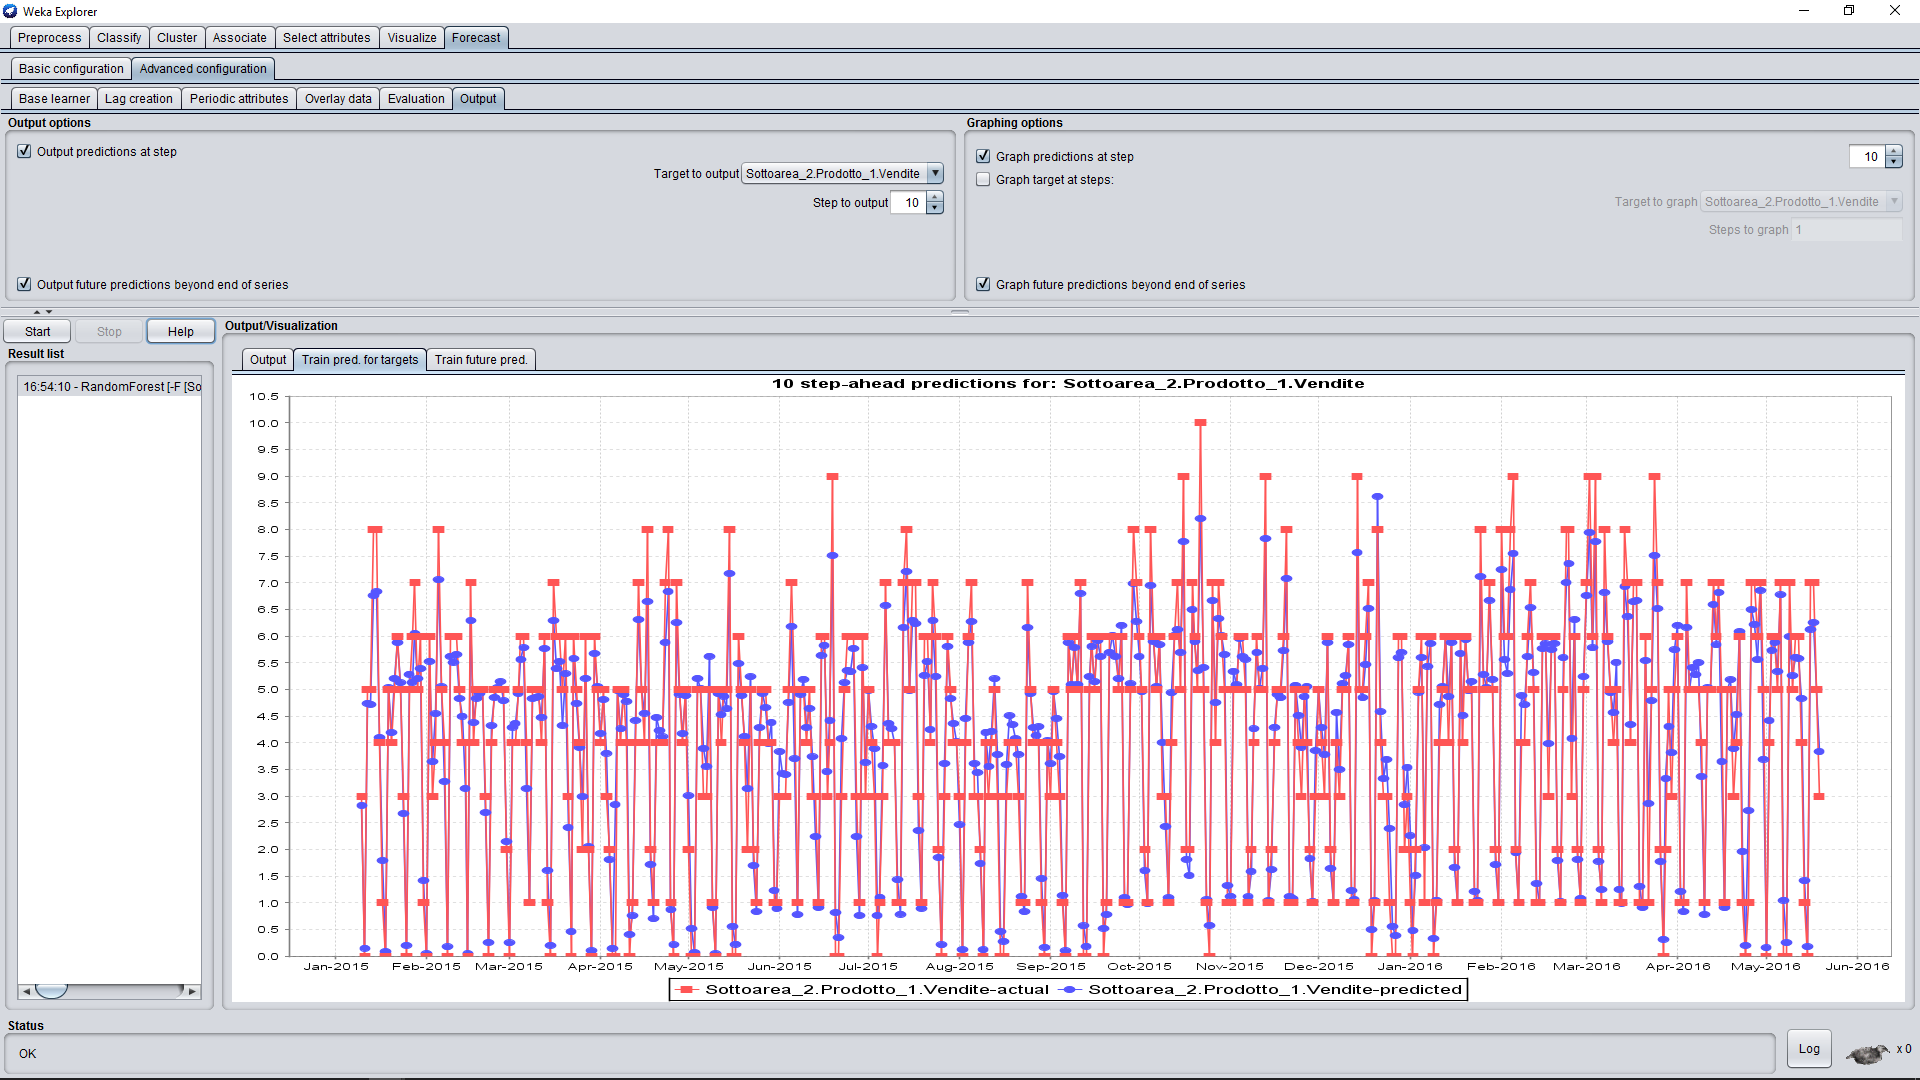 Weka Explorer
Preprocess Classify Cluster Associate Select attributes Visualize Forecast
Basic configuration Advanced configuration
Base learner Lag creation Periodic attributes Overlay data Evaluation Output
Output options
Output predictions at step
Target to output Sottoarea_2.Prodotto_1.Vendite
Step to output 10
Output future predictions beyond end of series
Graphing options
Graph predictions at step 10
Graph target at steps:
Target to graph Sottoarea_2.Prodotto_1.Vendite
Steps to graph 1
Graph future predictions beyond end of series
Start Stop Help
Result list
16:54:10 - RandomForest [-F [So
Output/Visualization
Output Train pred. for targets Train future pred.
10 step-ahead predictions for: Sottoarea_2.Prodotto_1.Vendite
10.5
10.0
9.5
9.0
8.5
8.0
7.5
7.0
6.5
6.0
5.5
5.0
4.5
4.0
3.5
3.0
2.5
2.0
1.5
1.0
0.5
0.0
Jan-2015 Feb-2015 Mar-2015 Apr-2015 May-2015 Jun-2015 Jul-2015 Aug-2015 Sep-2015 Oct-2015 Nov-2015 Dec-2015 Jan-2016 Feb-2016 Mar-2016 Apr-2016 May-2016 Jun-2016
Sottoarea_2.Prodotto_1.Vendite-actual Sottoarea_2.Prodotto_1.Vendite-predicted
Status
OK
Log
x 0